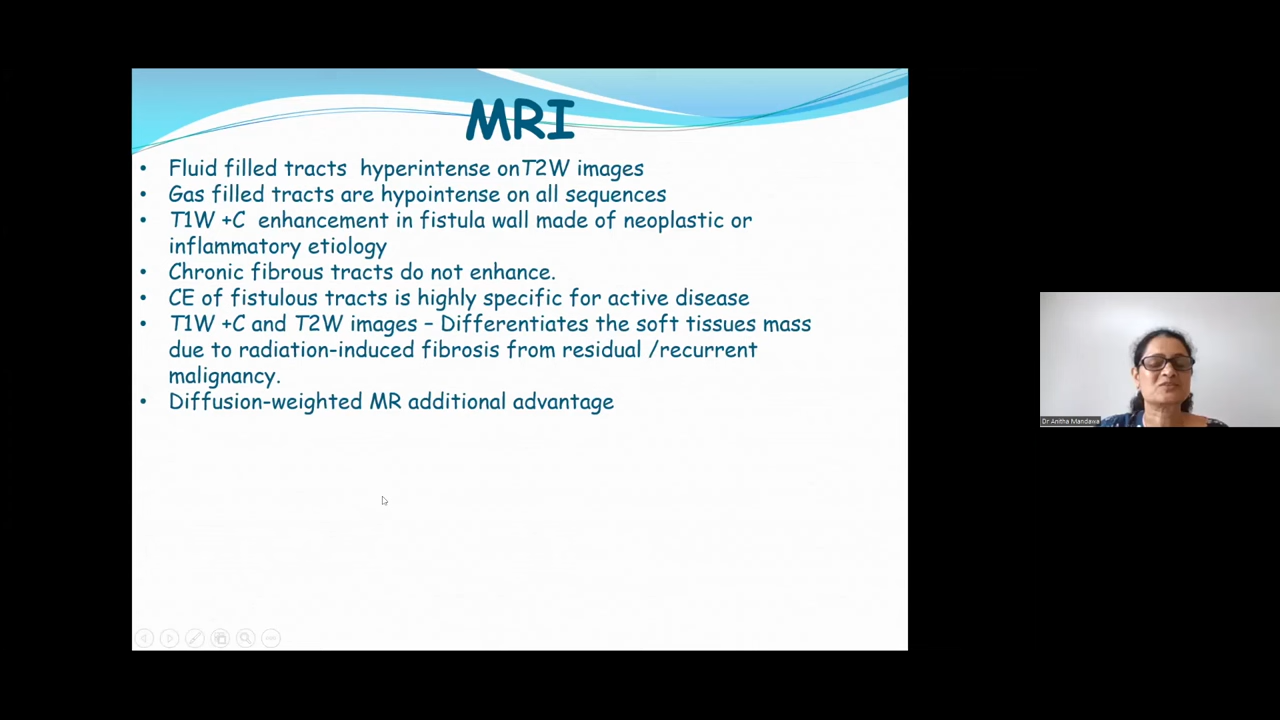 MRI
• Fluid filled tracts hyperintense onT2W images
• Gas filled tracts are hypointense on all sequences
• T1W +C enhancement in fistula wall made of neoplastic or
inflammatory etiology
• Chronic fibrous tracts do not enhance.
• CE of fistulous tracts is highly specific for active disease
• T1W +C and T2W images – Differentiates the soft tissues mass
due to radiation-induced fibrosis from residual /recurrent
malignancy.
• Diffusion-weighted MR additional advantage
Dr Anitha Mandawa